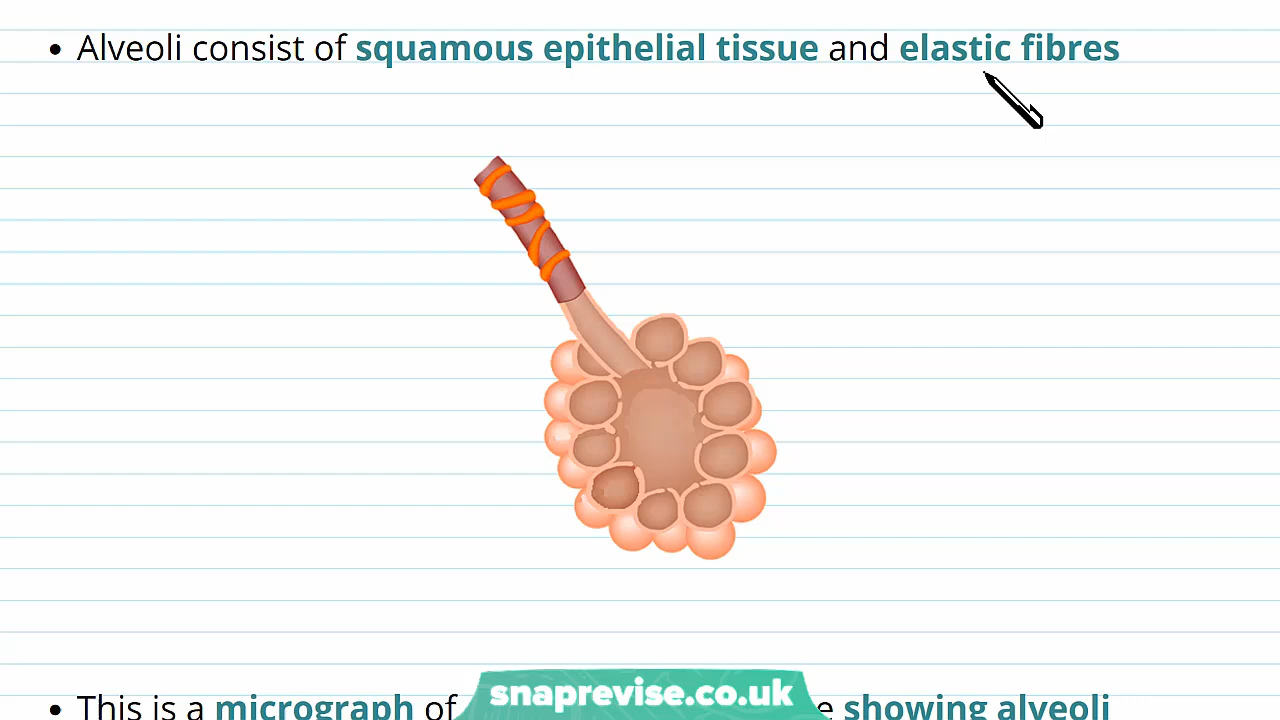 • Alveoli consist of squamous epithelial tissue and elastic fibres
snaprevise.co.uk
• This is a micrograph of showing alveoli